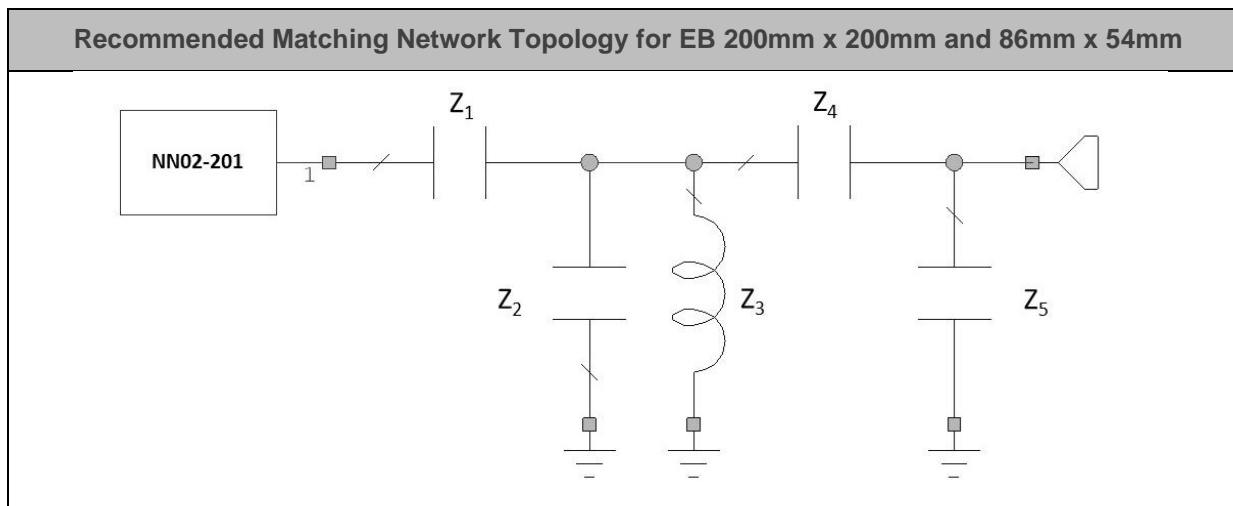 Recommended Matching Network Topology for EB 200mm x 200mm and 86mm x 54mm
Z1
Z4
NN02-201
1
Z2
Z3
Z5